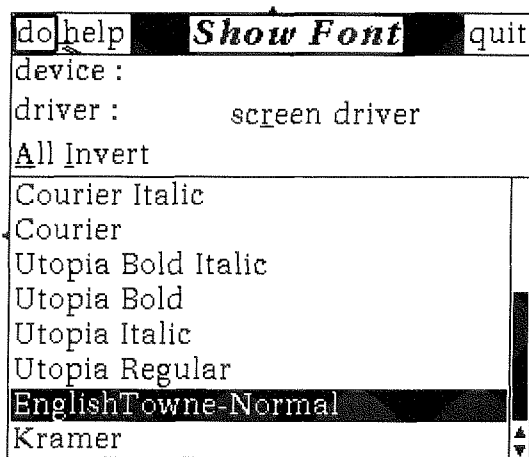 do help Show Font quit
device :
driver : screen driver
All Invert
Courier Italic
Courier
Utopia Bold Italic
Utopia Bold
Utopia Italic
Utopia Regular
EnglishTowne-Normal
Kramer